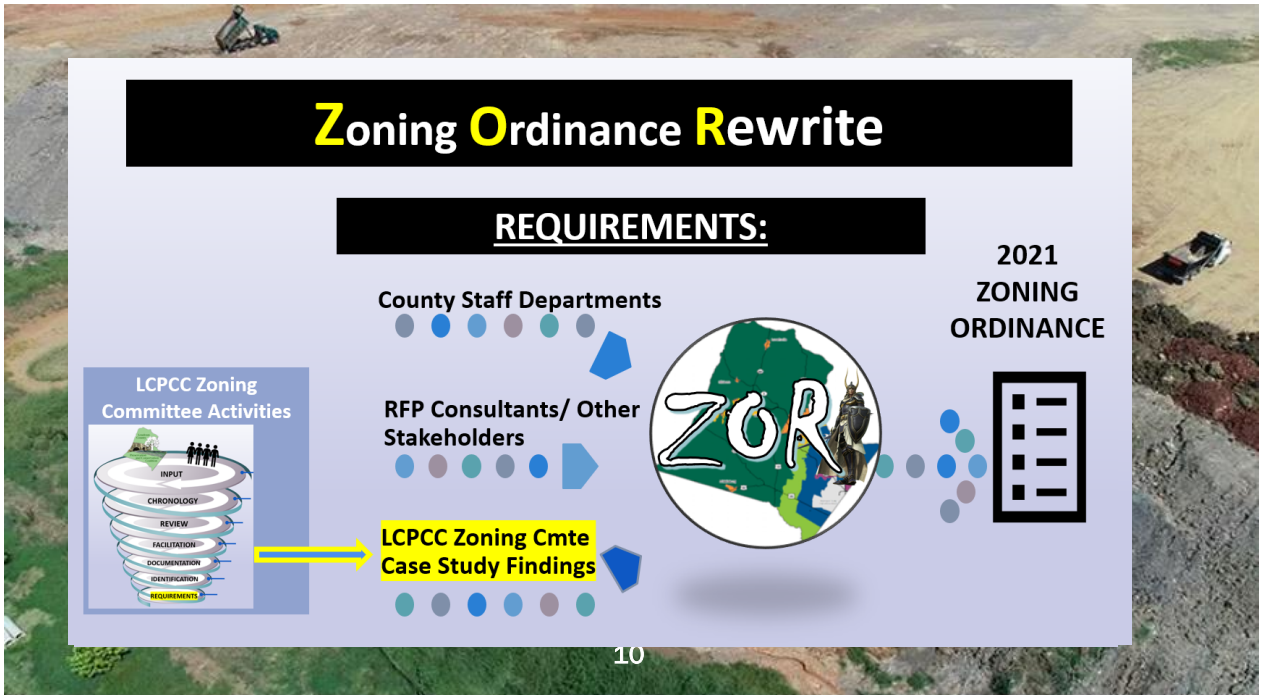 Zoning Ordinance Rewrite
REQUIREMENTS:
2021
ZONING
ORDINANCE
County Staff Departments
LCPCC Zoning
Committee Activities
INPUT
CHRONOLOGY
REVIEW
FACILITATION
DOCUMENTATION
IDENTIFICATION
REQUIREMENTS
RFP Consultants/ Other
Stakeholders
LCPCC Zoning Cmte
Case Study Findings
ZOR
10